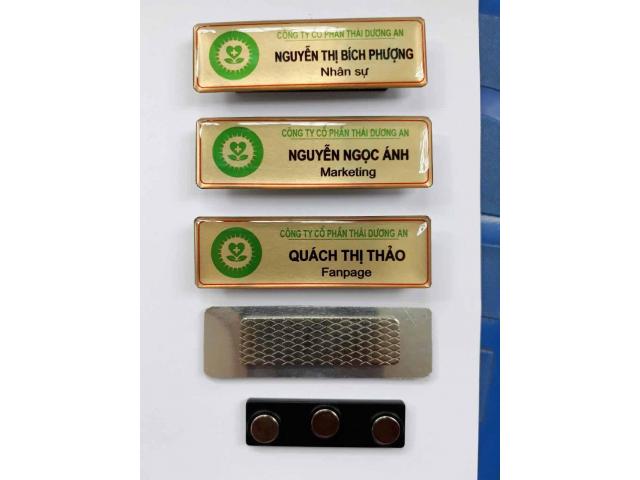 CÔNG TY CỔ PHẦN THÁI DƯƠNG AN
NGUYỄN THỊ BÍCH PHƯỢNG
Nhân sự
CÔNG TY CỔ PHẦN THÁI DƯƠNG AN
NGUYỄN NGỌC ÁNH
Marketing
CÔNG TY CỔ PHẦN THÁI DƯƠNG AN
QUÁCH THỊ THẢO
Fanpage